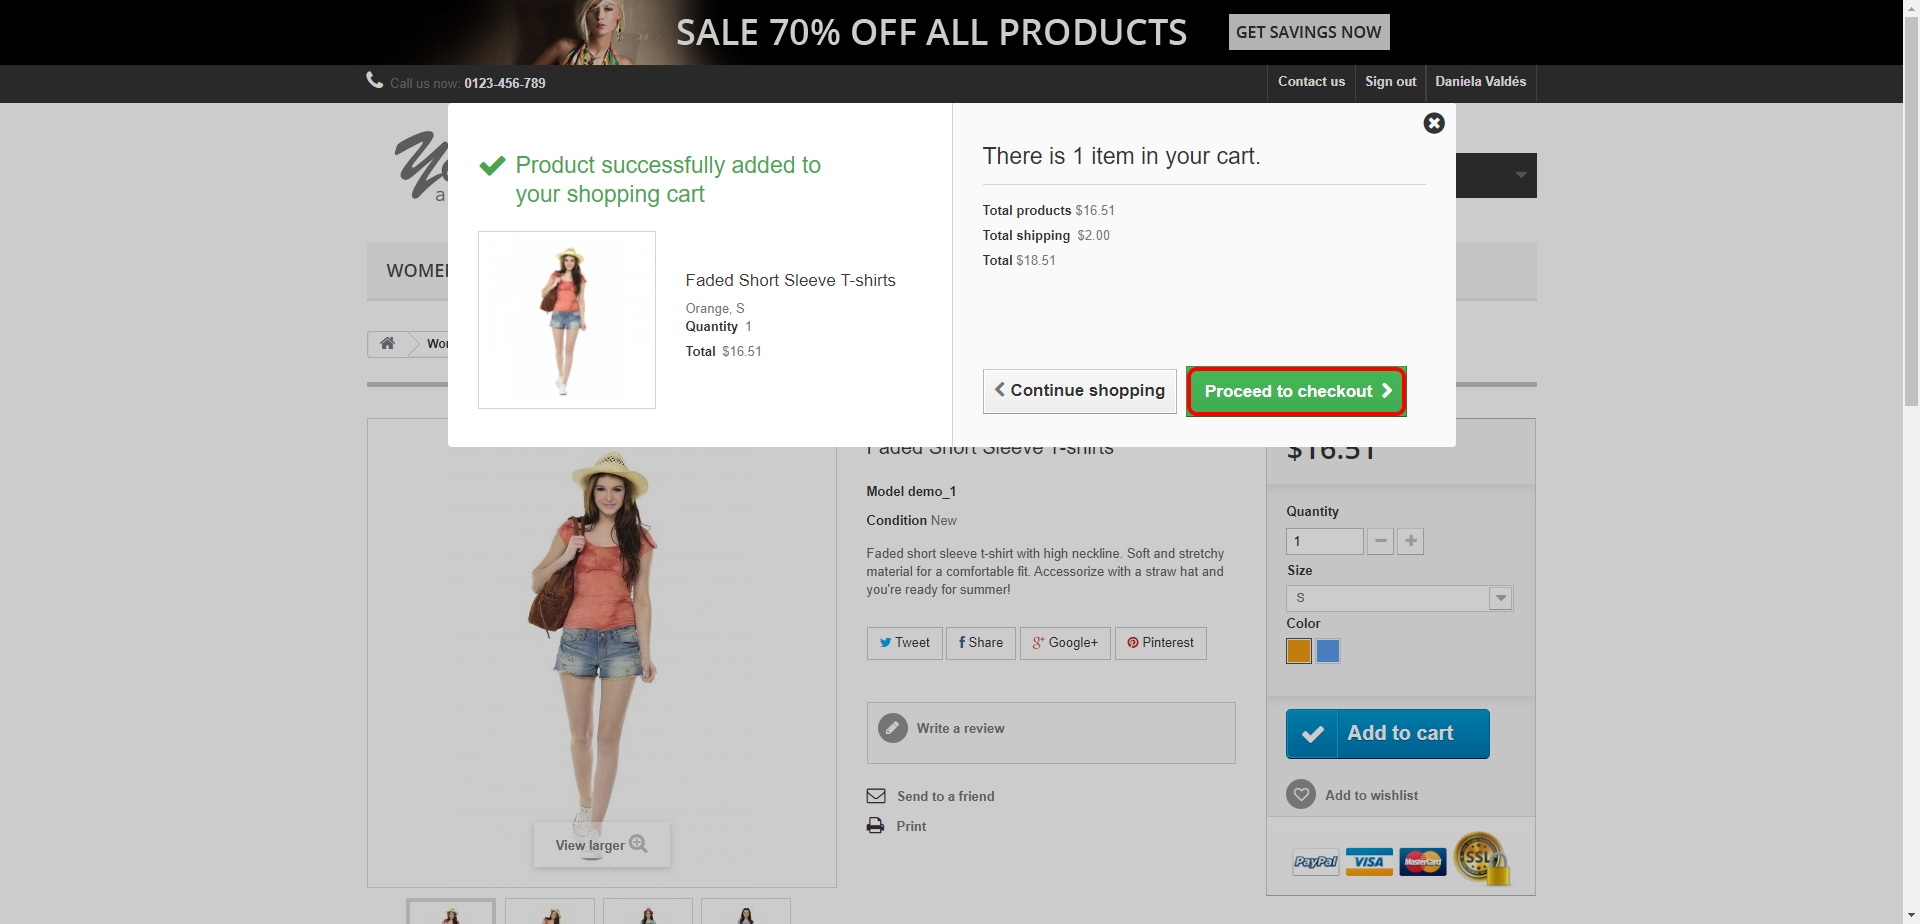 SALE 70% OFF ALL PRODUCTS
GET SAVINGS NOW
Call us now: 0123-456-789
Contact us
Sign out
Daniela Valdés
Product successfully added to
your shopping cart
Faded Short Sleeve T-shirts
Orange, S
Quantity 1
Total $16.51
There is 1 item in your cart.
Total products $16.51
Total shipping $2.00
Total $18.51
Continue shopping
Proceed to checkout
Faded Short Sleeve T-shirts
Model demo_1
Condition New
Faded short sleeve t-shirt with high neckline. Soft and stretchy
material for a comfortable fit. Accessorize with a straw hat and
you're ready for summer!
Tweet
Share
Google+
Pinterest
Write a review
Send to a friend
Print
View larger
$16.51
Quantity
1
Size
S
Color
Add to cart
Add to wishlist
PayPal
VISA
MasterCard
SSL